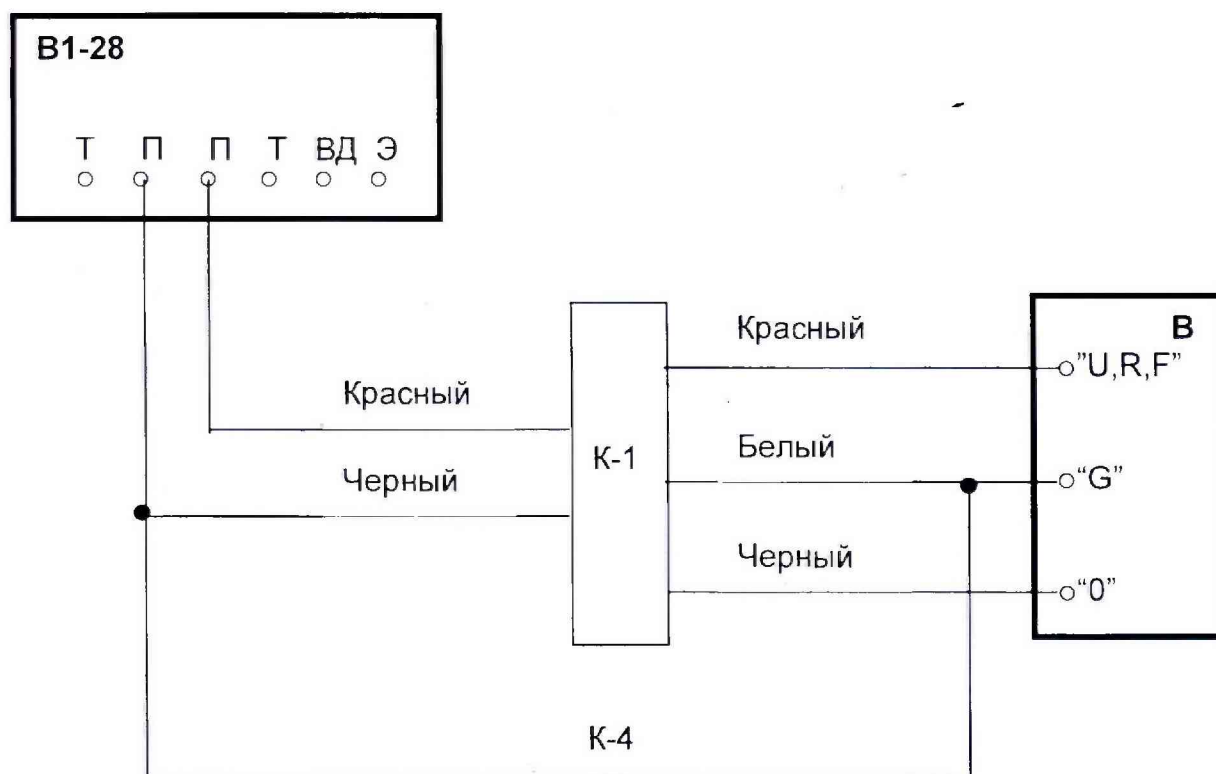 В1-28
Т П П Т ВД Э
Красный
В
"U,R,F”
Красный
Белый
К-1
“G”
Черный
Черный
“0”
К-4